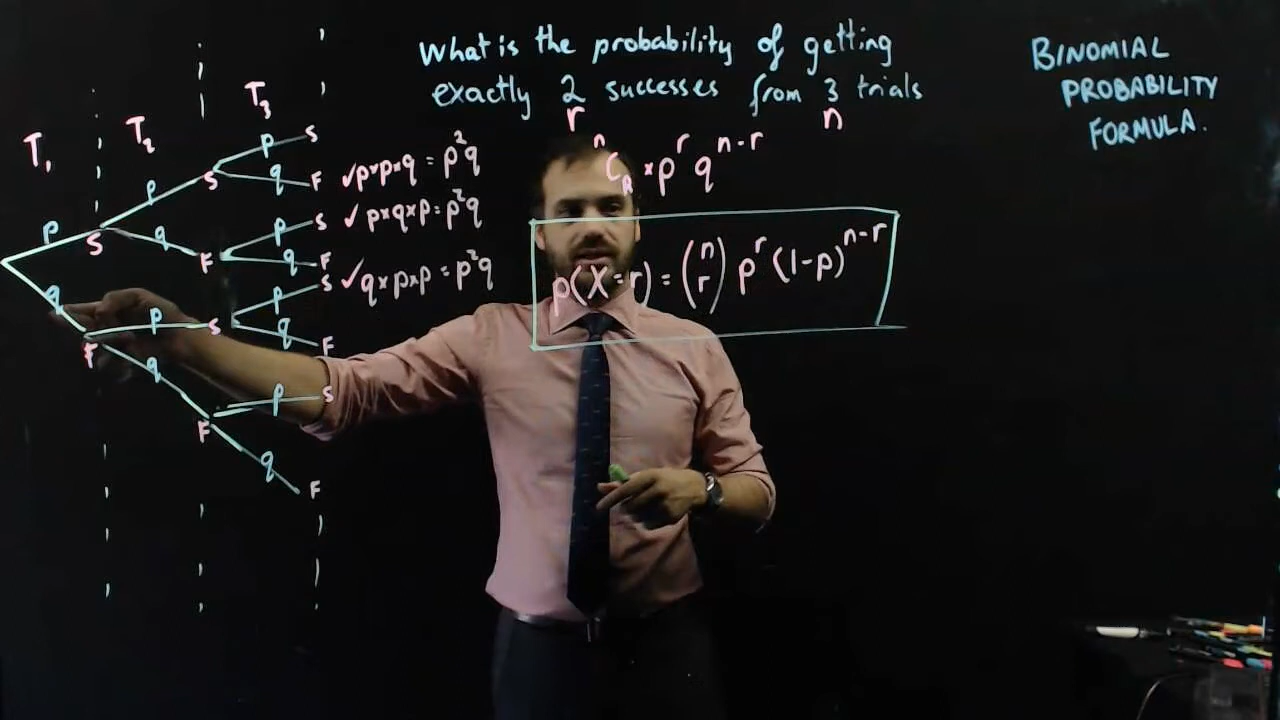 What is the probability of getting
exactly 2 successes from 3 trials
r n
BINOMIAL
PROBABILITY
FORMULA.
T₁ T₂ T₃
p S p S p S
q F
q F p S
q F
q F p S p S
q F
q F p S
q F
✓p×p×q = p²q
✓ p×q×p = p²q
✓ q×p×p = p²q
ⁿCR × pʳ qⁿ⁻ʳ
p(X=r) = (n r) pʳ (1-p)ⁿ⁻ʳ